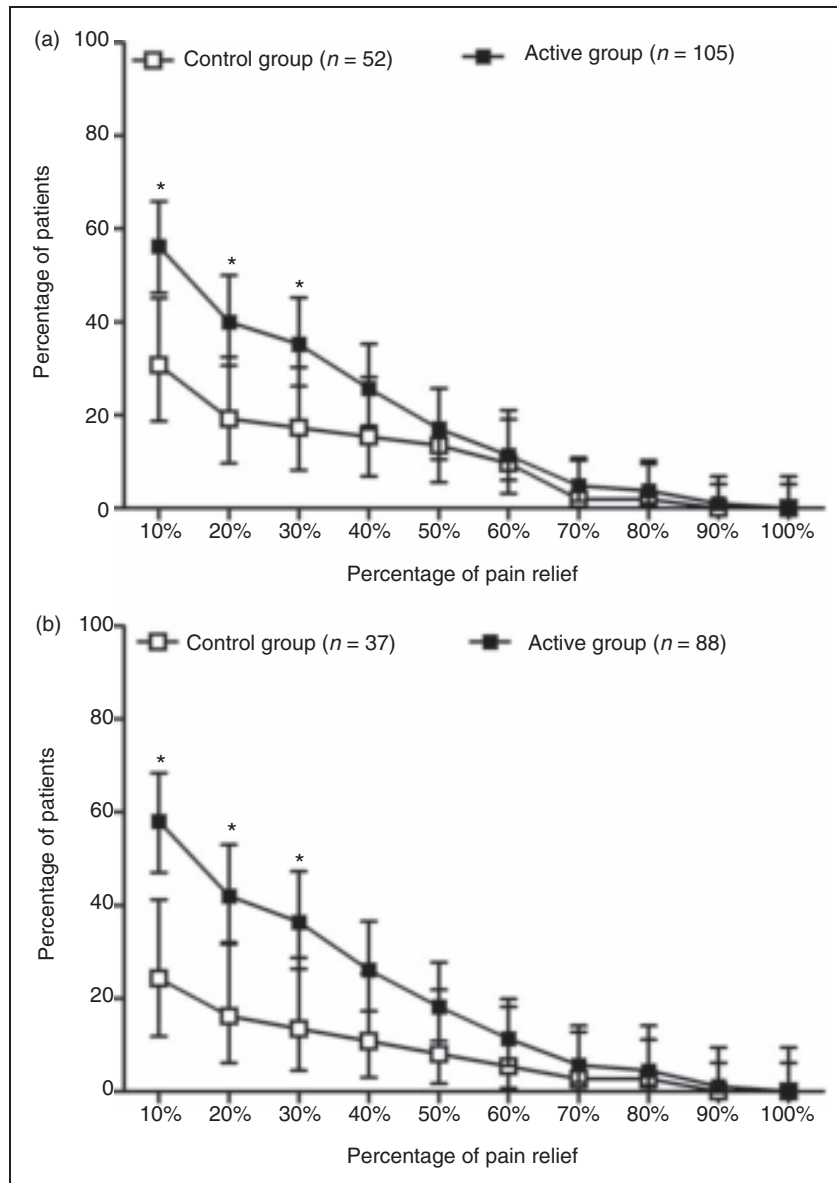 (a)
Control group (n = 52) Active group (n = 105)
Percentage of patients
100
80
60
40
20
0
*
*
*
10% 20% 30% 40% 50% 60% 70% 80% 90% 100%
Percentage of pain relief
(b)
Control group (n = 37) Active group (n = 88)
Percentage of patients
100
80
60
40
20
0
*
*
*
10% 20% 30% 40% 50% 60% 70% 80% 90% 100%
Percentage of pain relief